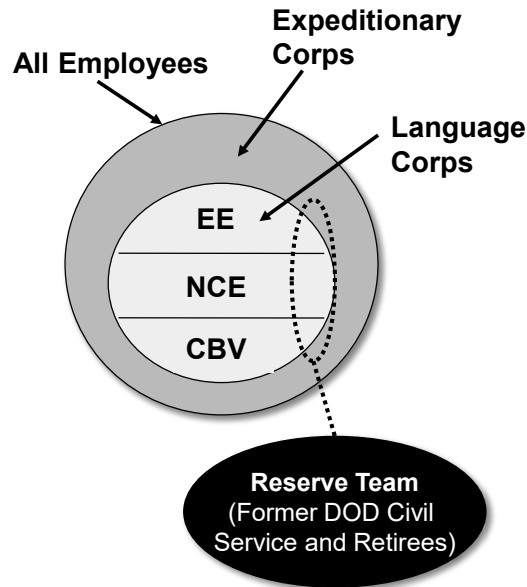 Expeditionary
Corps
All Employees
Language
Corps
EE
NCE
CBV
Reserve Team
(Former DOD Civil
Service and Retirees)